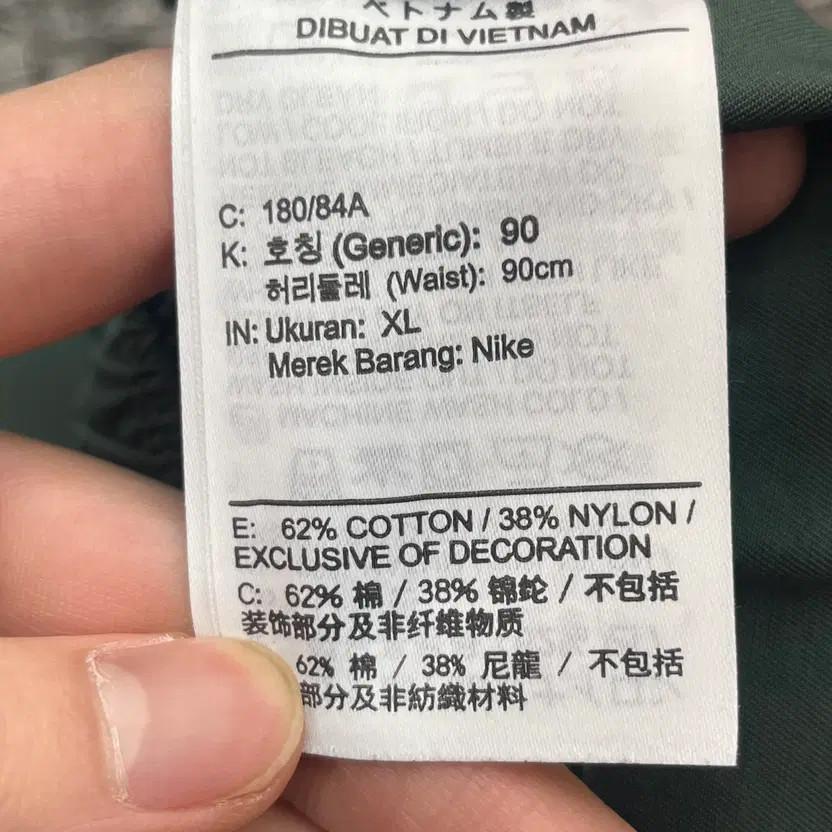 ベトナム製
DIBUAT DI VIETNAM
C: 180/84A
K: 호칭 (Generic): 90
허리둘레 (Waist): 90cm
IN: Ukuran: XL
Merek Barang: Nike
E: 62% COTTON / 38% NYLON /
EXCLUSIVE OF DECORATION
C: 62% 棉 / 38% 锦纶 / 不包括
装饰部分及非纤维物质
62% 棉 / 38% 尼龍 / 不包括
部分及非紡織材料